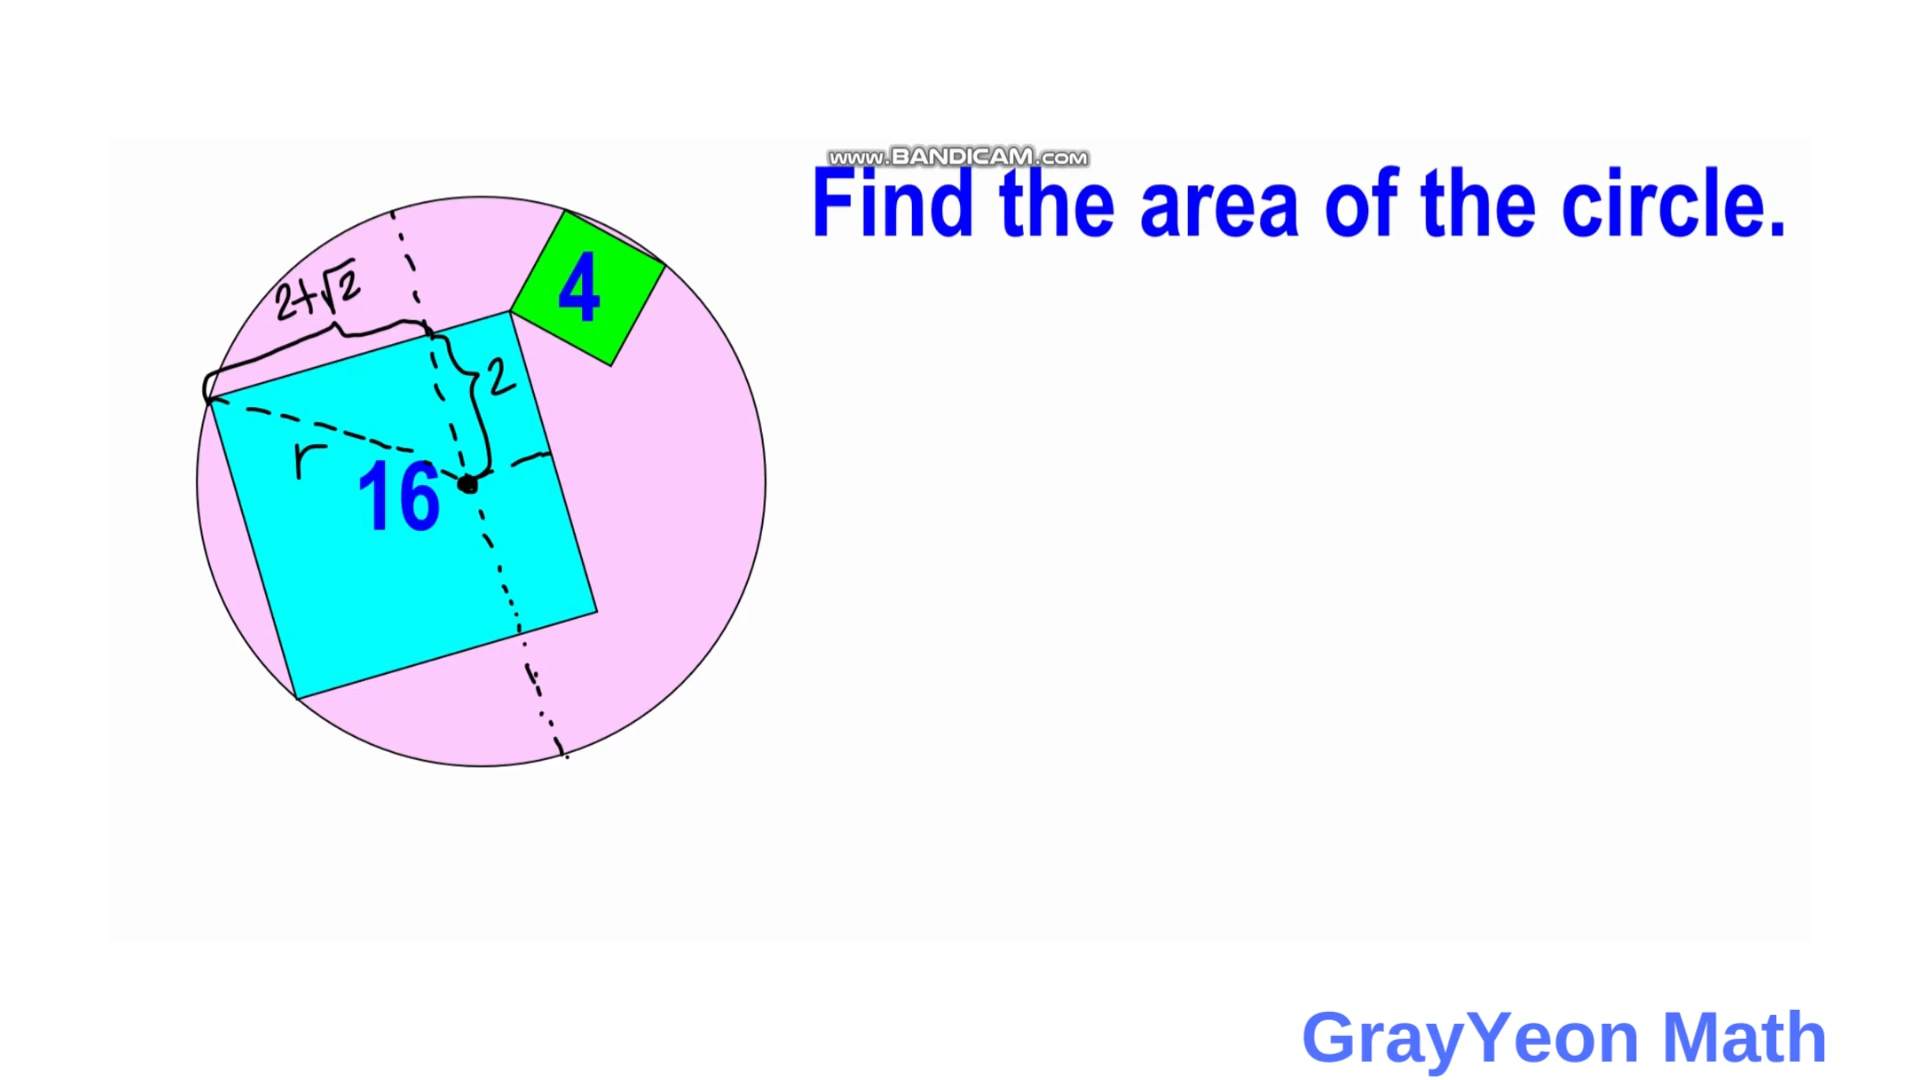 www.BANDICAM.com
Find the area of the circle.
4
2+√2
2
r
16
GrayYeon Math